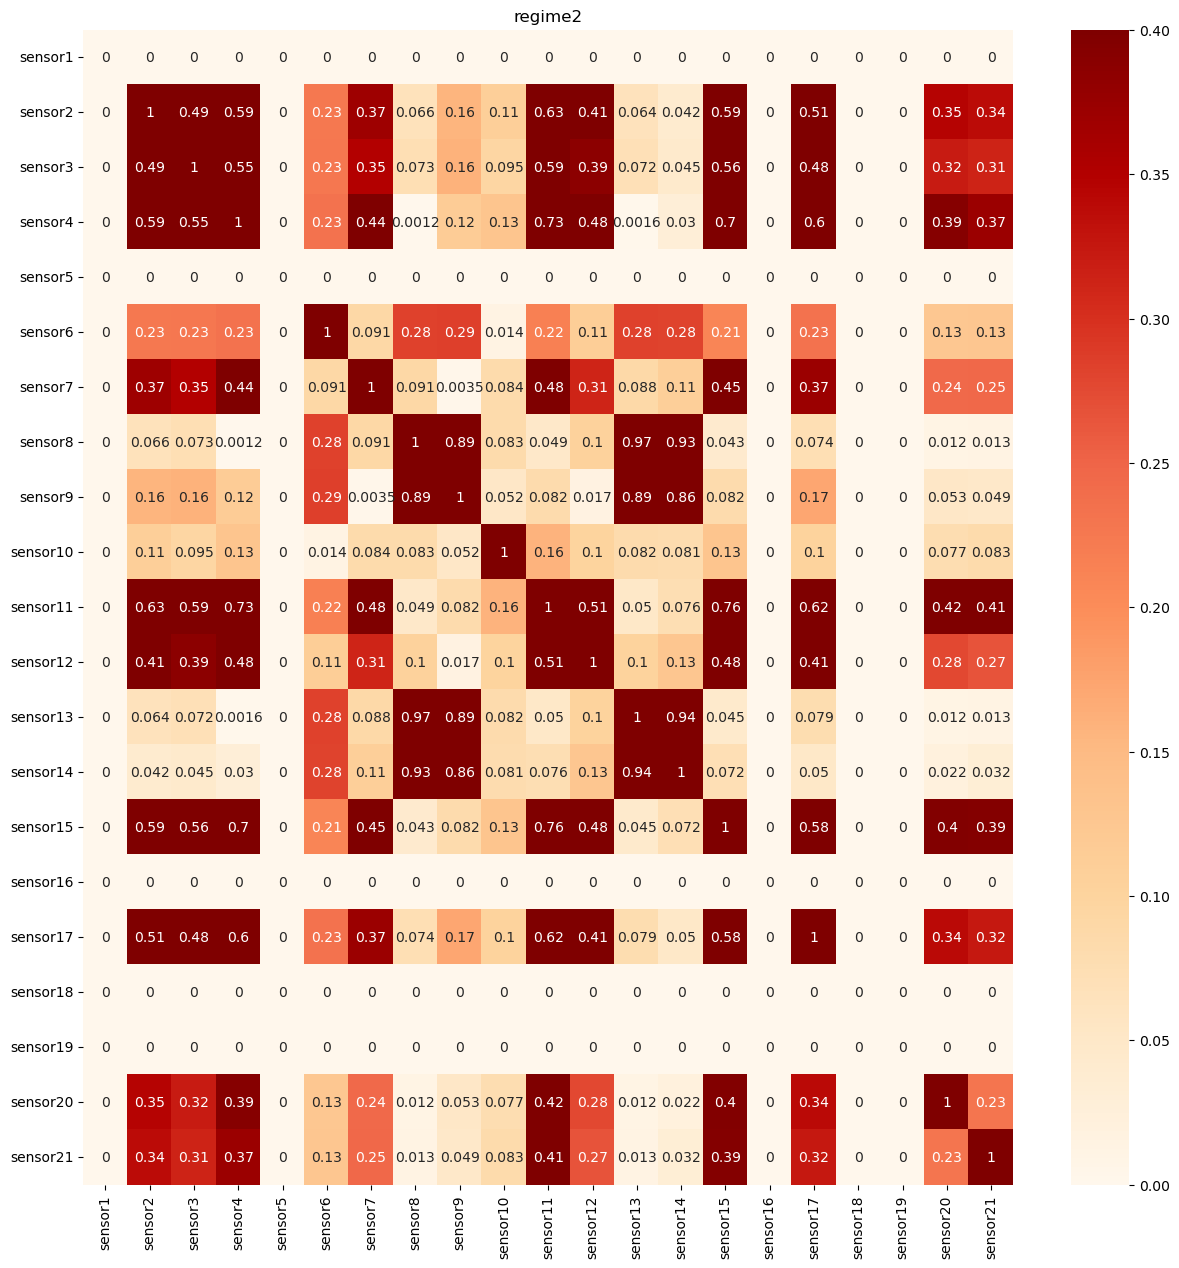 regime2
sensor1 0 0 0 0 0 0 0 0 0 0 0 0 0 0 0 0 0 0 0 0 0
sensor2 0 1 0.49 0.59 0 0.23 0.37 0.066 0.16 0.11 0.63 0.41 0.064 0.042 0.59 0 0.51 0 0 0.35 0.34
sensor3 0 0.49 1 0.55 0 0.23 0.35 0.073 0.16 0.095 0.59 0.39 0.072 0.045 0.56 0 0.48 0 0 0.32 0.31
sensor4 0 0.59 0.55 1 0 0.23 0.44 0.0012 0.12 0.13 0.73 0.48 0.0016 0.03 0.7 0 0.6 0 0 0.39 0.37
sensor5 0 0 0 0 0 0 0 0 0 0 0 0 0 0 0 0 0 0 0 0 0
sensor6 0 0.23 0.23 0.23 0 1 0.091 0.28 0.29 0.014 0.22 0.11 0.28 0.28 0.21 0 0.23 0 0 0.13 0.13
sensor7 0 0.37 0.35 0.44 0 0.091 1 0.091 0.0035 0.084 0.48 0.31 0.088 0.11 0.45 0 0.37 0 0 0.24 0.25
sensor8 0 0.066 0.073 0.0012 0 0.28 0.091 1 0.89 0.083 0.049 0.1 0.97 0.93 0.043 0 0.074 0 0 0.012 0.013
sensor9 0 0.16 0.16 0.12 0 0.29 0.0035 0.89 1 0.052 0.082 0.017 0.89 0.86 0.082 0 0.17 0 0 0.053 0.049
sensor10 0 0.11 0.095 0.13 0 0.014 0.084 0.083 0.052 1 0.16 0.1 0.082 0.081 0.13 0 0.1 0 0 0.077 0.083
sensor11 0 0.63 0.59 0.73 0 0.22 0.48 0.049 0.082 0.16 1 0.51 0.05 0.076 0.76 0 0.62 0 0 0.42 0.41
sensor12 0 0.41 0.39 0.48 0 0.11 0.31 0.1 0.017 0.1 0.51 1 0.1 0.13 0.48 0 0.41 0 0 0.28 0.27
sensor13 0 0.064 0.072 0.0016 0 0.28 0.088 0.97 0.89 0.082 0.05 0.1 1 0.94 0.045 0 0.079 0 0 0.012 0.013
sensor14 0 0.042 0.045 0.03 0 0.28 0.11 0.93 0.86 0.081 0.076 0.13 0.94 1 0.072 0 0.05 0 0 0.022 0.032
sensor15 0 0.59 0.56 0.7 0 0.21 0.45 0.043 0.082 0.13 0.76 0.48 0.045 0.072 1 0 0.58 0 0 0.4 0.39
sensor16 0 0 0 0 0 0 0 0 0 0 0 0 0 0 0 0 0 0 0 0 0
sensor17 0 0.51 0.48 0.6 0 0.23 0.37 0.074 0.17 0.1 0.62 0.41 0.079 0.05 0.58 0 1 0 0 0.34 0.32
sensor18 0 0 0 0 0 0 0 0 0 0 0 0 0 0 0 0 0 0 0 0 0
sensor19 0 0 0 0 0 0 0 0 0 0 0 0 0 0 0 0 0 0 0 0 0
sensor20 0 0.35 0.32 0.39 0 0.13 0.24 0.012 0.053 0.077 0.42 0.28 0.012 0.022 0.4 0 0.34 0 0 1 0.23
sensor21 0 0.34 0.31 0.37 0 0.13 0.25 0.013 0.049 0.083 0.41 0.27 0.013 0.032 0.39 0 0.32 0 0 0.23 1
sensor1 sensor2 sensor3 sensor4 sensor5 sensor6 sensor7 sensor8 sensor9 sensor10 sensor11 sensor12 sensor13 sensor14 sensor15 sensor16 sensor17 sensor18 sensor19 sensor20 sensor21
0.40
0.35
0.30
0.25
0.20
0.15
0.10
0.05
0.00